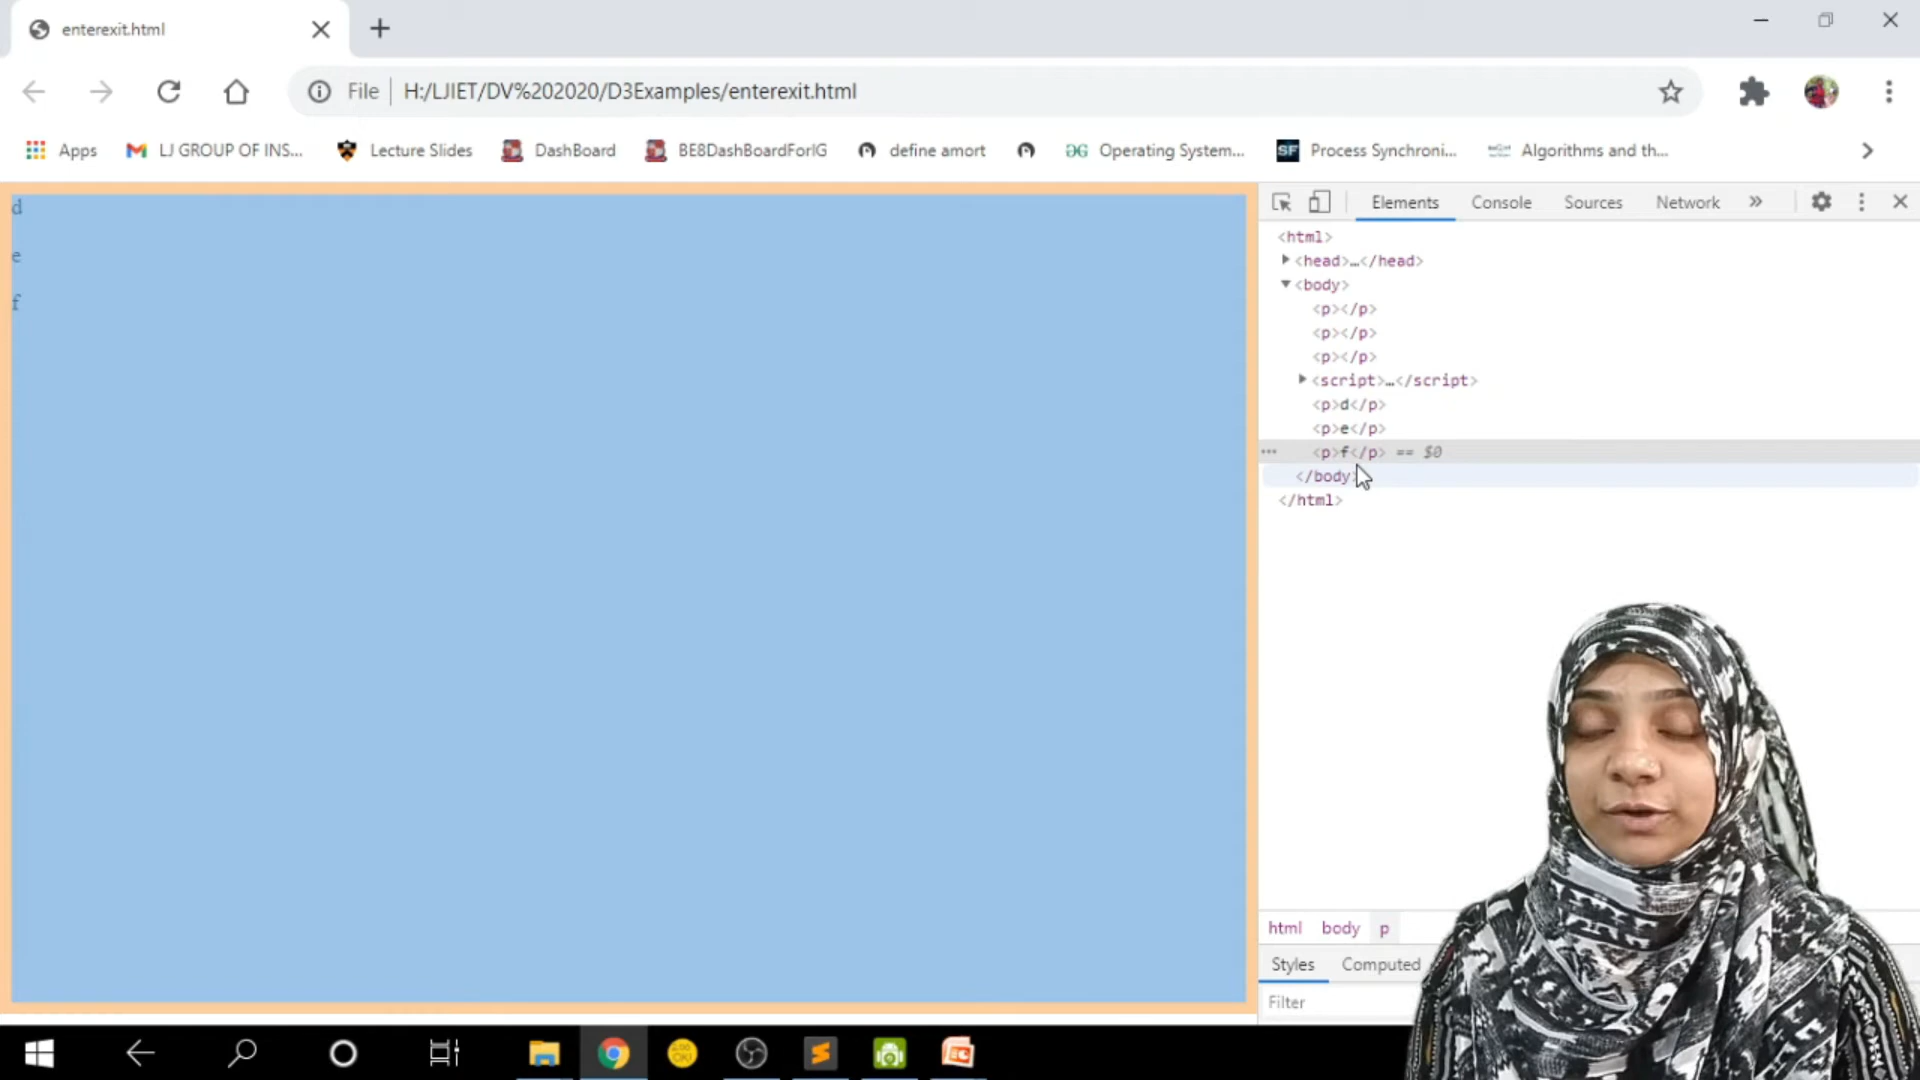 enterexit.html
File H:/LJIET/DV%202020/D3Examples/enterexit.html
Apps LJ GROUP OF INS... Lecture Slides DashBoard BE8DashBoardForIG define amort Operating System... SF Process Synchroni... Algorithms and th...
d
e
f
Elements Console Sources Network »
<html>
<head>…</head>
<body>
<p></p>
<p></p>
<p></p>
<script>…</script>
<p>d</p>
<p>e</p>
<p>f</p> == $0
</body>
</html>
html body p
Styles Computed
Filter